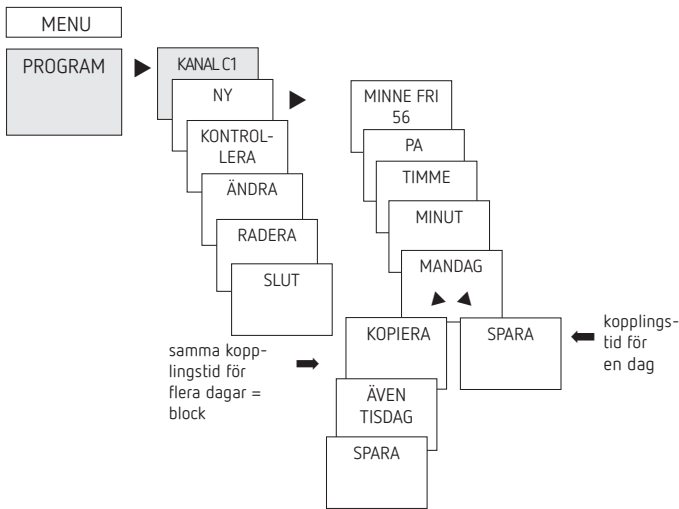 MENU
PROGRAM
KANAL C1
NY
KONTROL-
LERA
ÄNDRA
RADERA
SLUT
MINNE FRI
56
PA
TIMME
MINUT
MANDAG
KOPIERA
SPARA
ÄVEN
TISDAG
SPARA
samma kopp-
lingstid för
flera dagar =
block
kopplings-
tid för
en dag